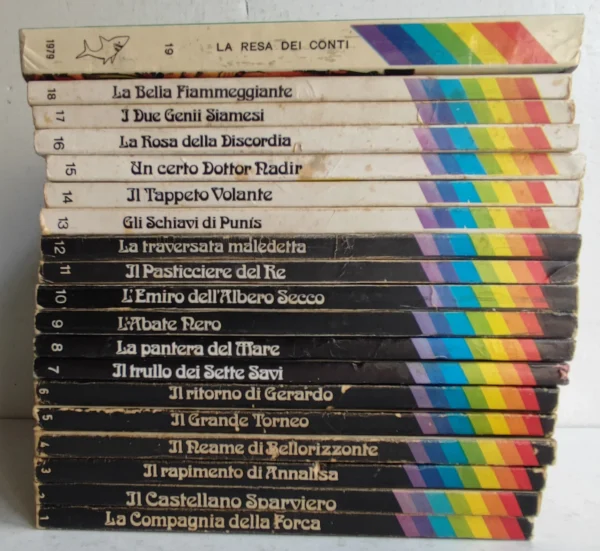 1979 19 LA RESA DEI CONTI
18 La Bella Fiammeggiante
17 I Due Genii Siamesi
16 La Rosa della Discordia
15 Un certo Dottor Nadir
14 Il Tappeto Volante
13 Gli Schiavi di Punis
12 La traversata maledetta
11 Il Pasticciere del Re
10 L'Emiro dell'Albero Secco
9 L'Abate Nero
8 La pantera del Mare
7 Il trullo dei Sette Savi
6 Il ritorno di Gerardo
5 Il Grande Torneo
4 Il Reame di Bellorizzonte
3 Il rapimento di Annalisa
2 Il Castellano Sparviero
1 La Compagnia della Forca